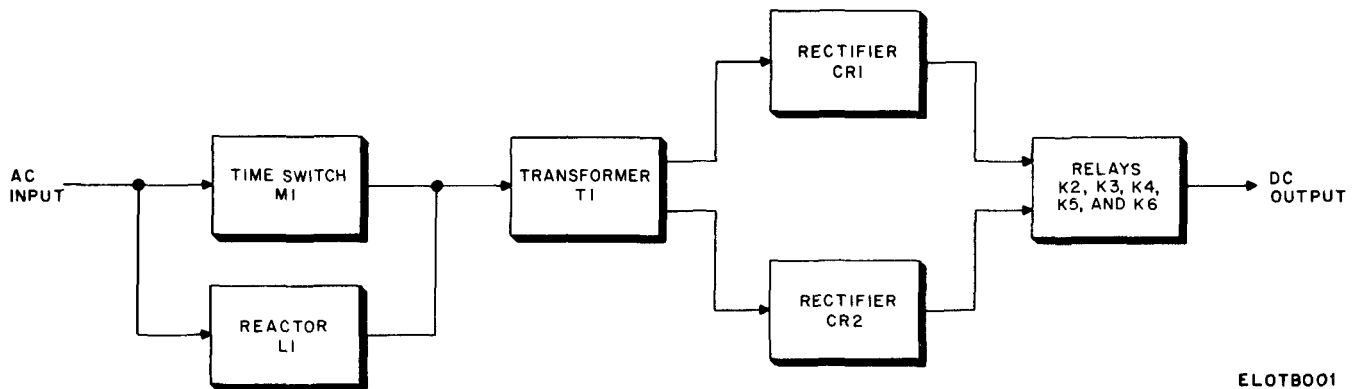 AC
INPUT
TIME SWITCH
M1
REACTOR
L1
TRANSFORMER
T1
RECTIFIER
CR1
RECTIFIER
CR2
RELAYS
K2, K3, K4,
K5, AND K6
DC
OUTPUT
ELOTB001